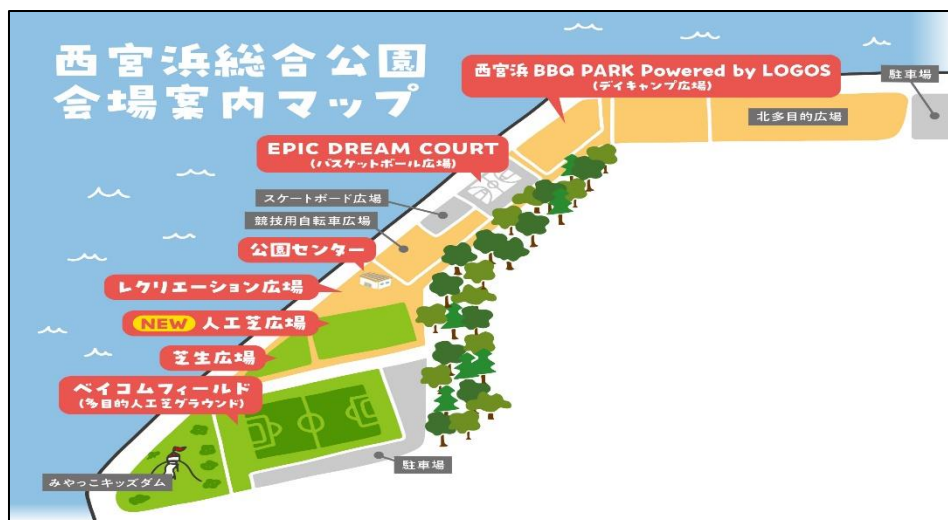 西宮浜総合公園
会場案内マップ
西宮浜 BBQ PARK Powered by LOGOS
(デイキャンプ広場)
駐車場
北多目的広場
EPIC DREAM COURT
(バスケットボール広場)
スケートボード広場
競技用自転車広場
公園センター
レクリエーション広場
NEW 人工芝広場
芝生広場
ベイコムフィールド
(多目的人工芝グラウンド)
駐車場
みやっこキッズダム